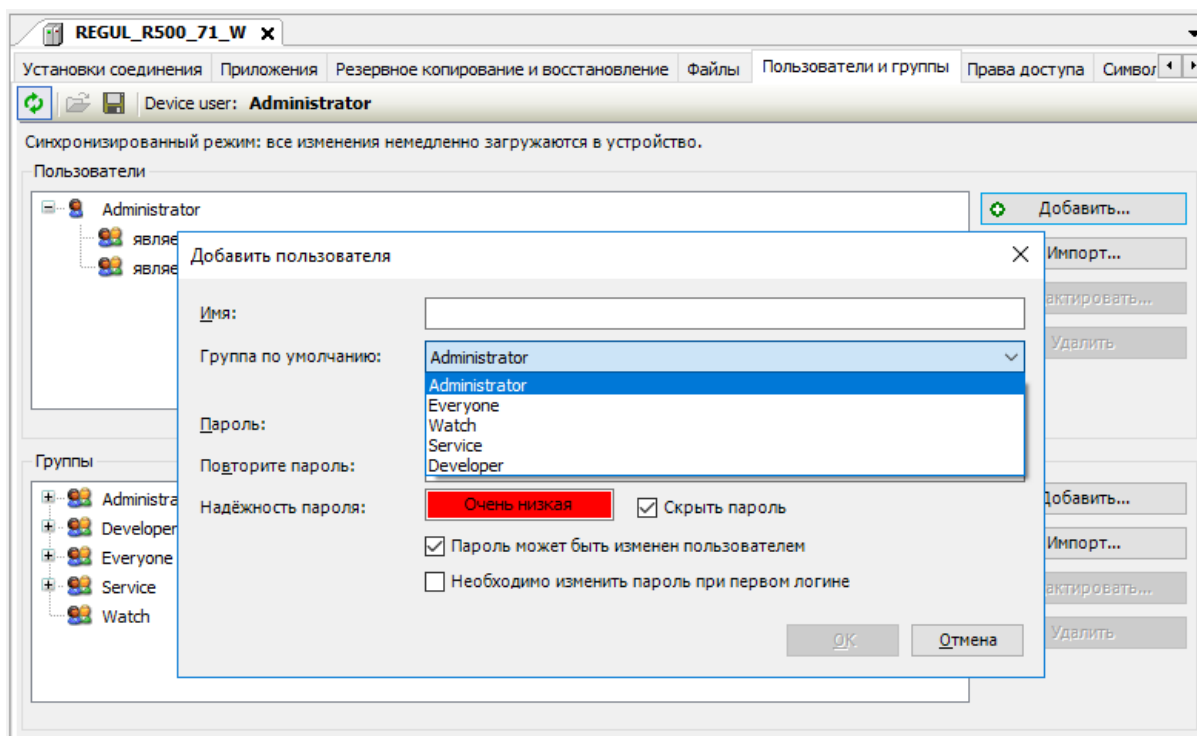 REGUL_R500_71_W
Установки соединения Приложения Резервное копирование и восстановление Файлы Пользователи и группы Права доступа Символ
Device user: Administrator
Синхронизированный режим: все изменения немедленно загружаются в устройство.
Пользователи
Administrator
Добавить...
являе
являе
Импорт...
актировать...
Удалить
Добавить пользователя
Имя:
Группа по умолчанию: Administrator
Administrator
Everyone
Watch
Service
Developer
Пароль:
Повторите пароль:
Надёжность пароля: Очень низкая Скрыть пароль
Пароль может быть изменен пользователем
Необходимо изменить пароль при первом логине
OK Отмена
Группы
Administra
Developer
Everyone
Service
Watch
Добавить...
Импорт...
актировать...
Удалить